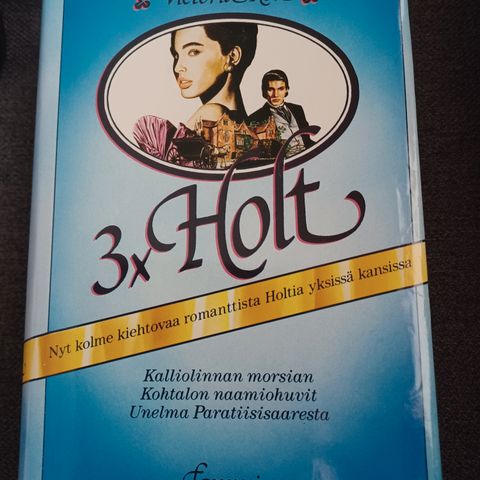 3x Holt
Nyt kolme kiehtovaa romanttista Holtia yksissä kansissa
Kalliolinnan morsian
Kohtalon naamiohuvit
Unelma Paratiisisaaresta